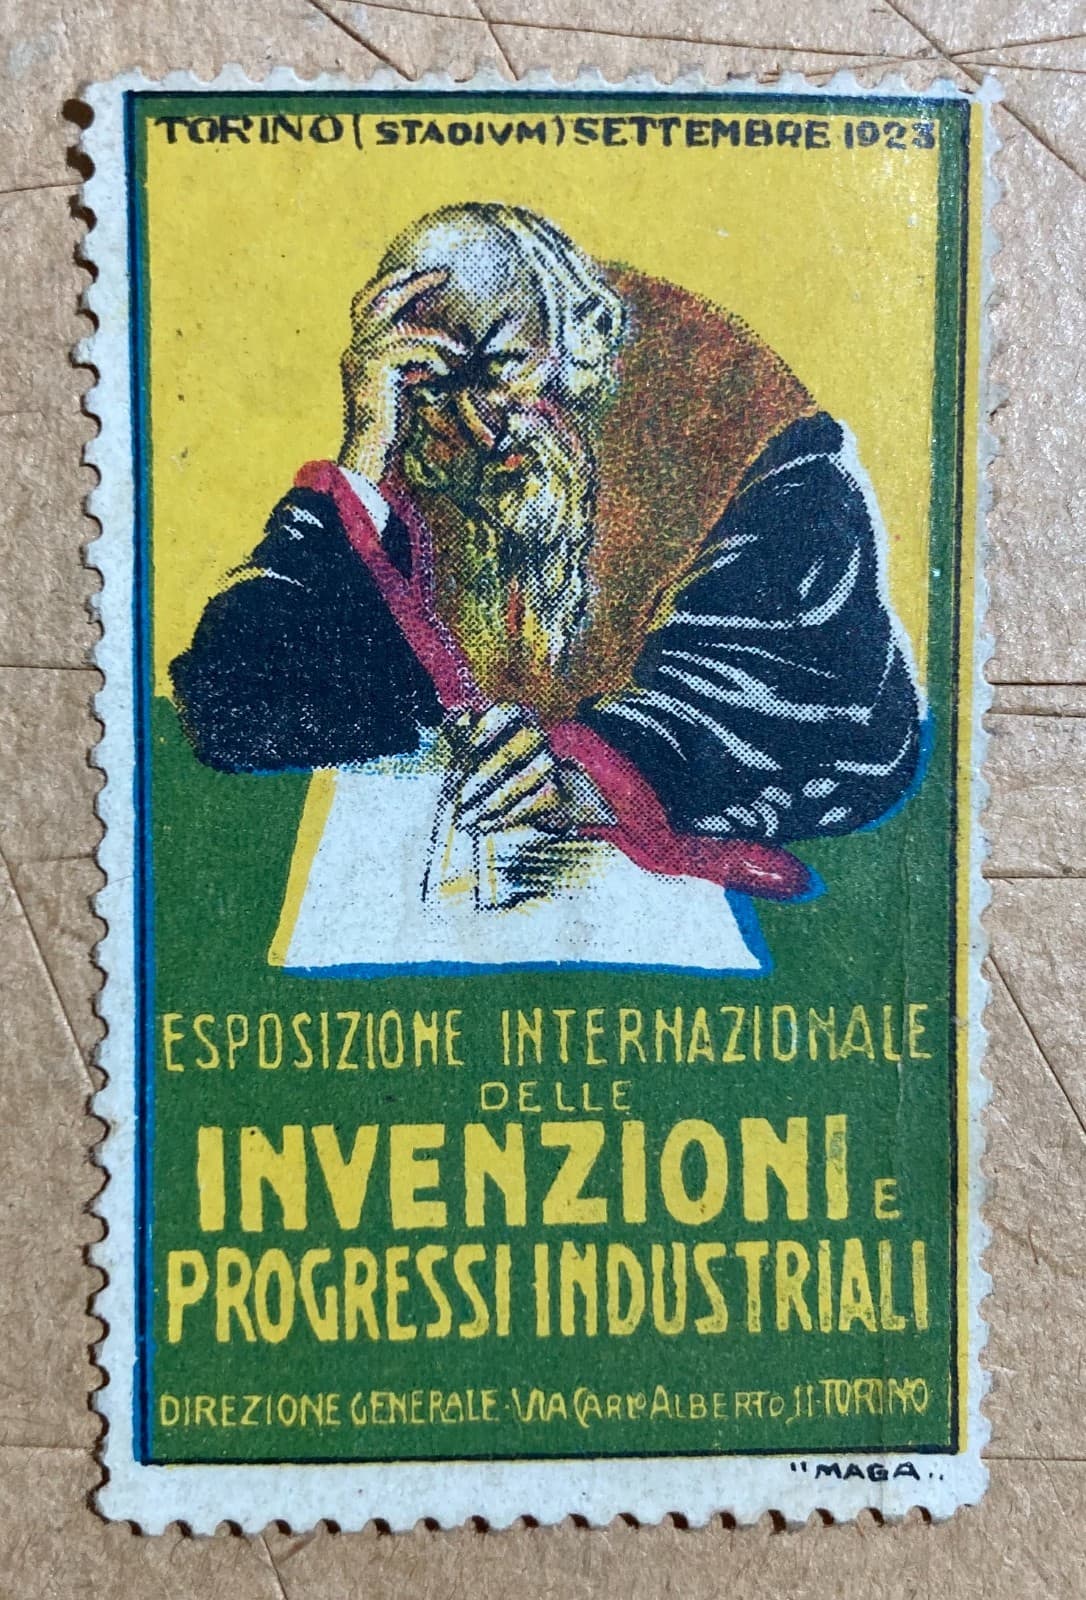 TORINO (STADIVM) SETTEMBRE 1923
ESPOSIZIONE INTERNAZIONALE
DELLE
INVENZIONI E
PROGRESSI INDUSTRIALI
DIREZIONE GENERALE · VIA CARLO ALBERTO, 11 · TORINO
"MAGA"